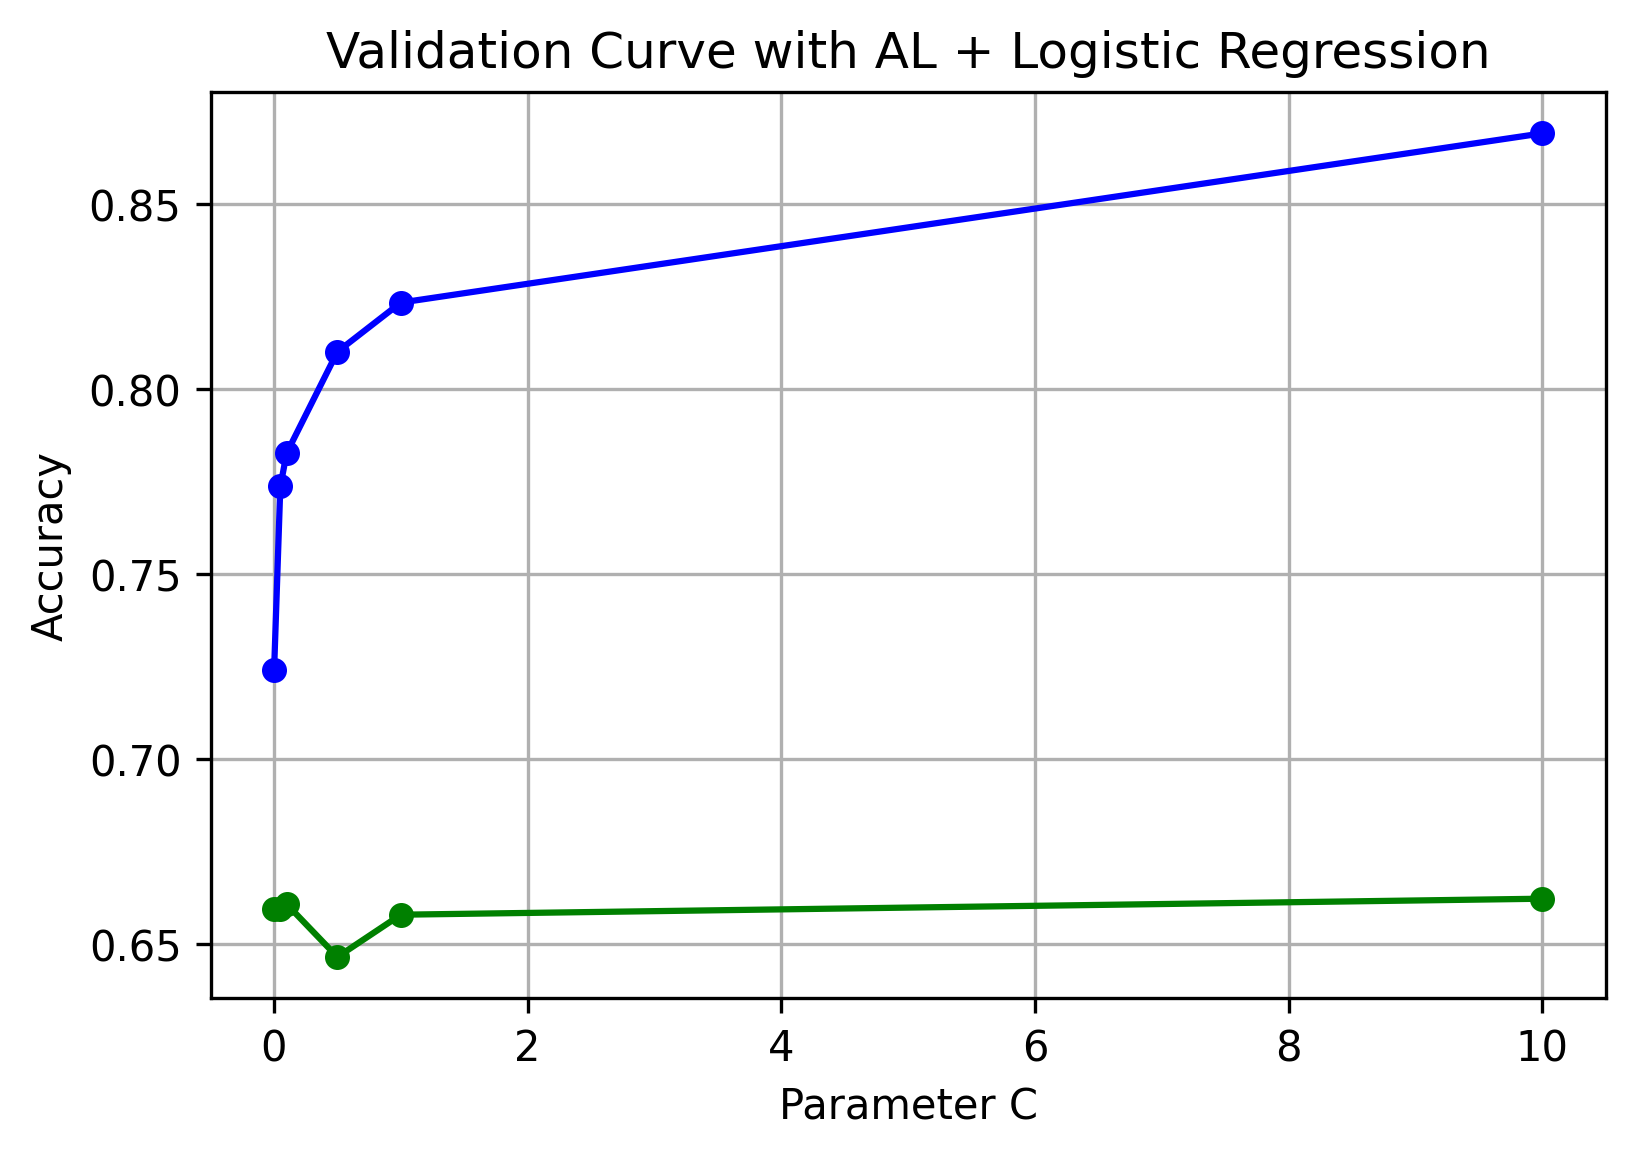 Validation Curve with AL + Logistic Regression
0.85
0.80
0.75
0.70
0.65
Accuracy
0 2 4 6 8 10
Parameter C